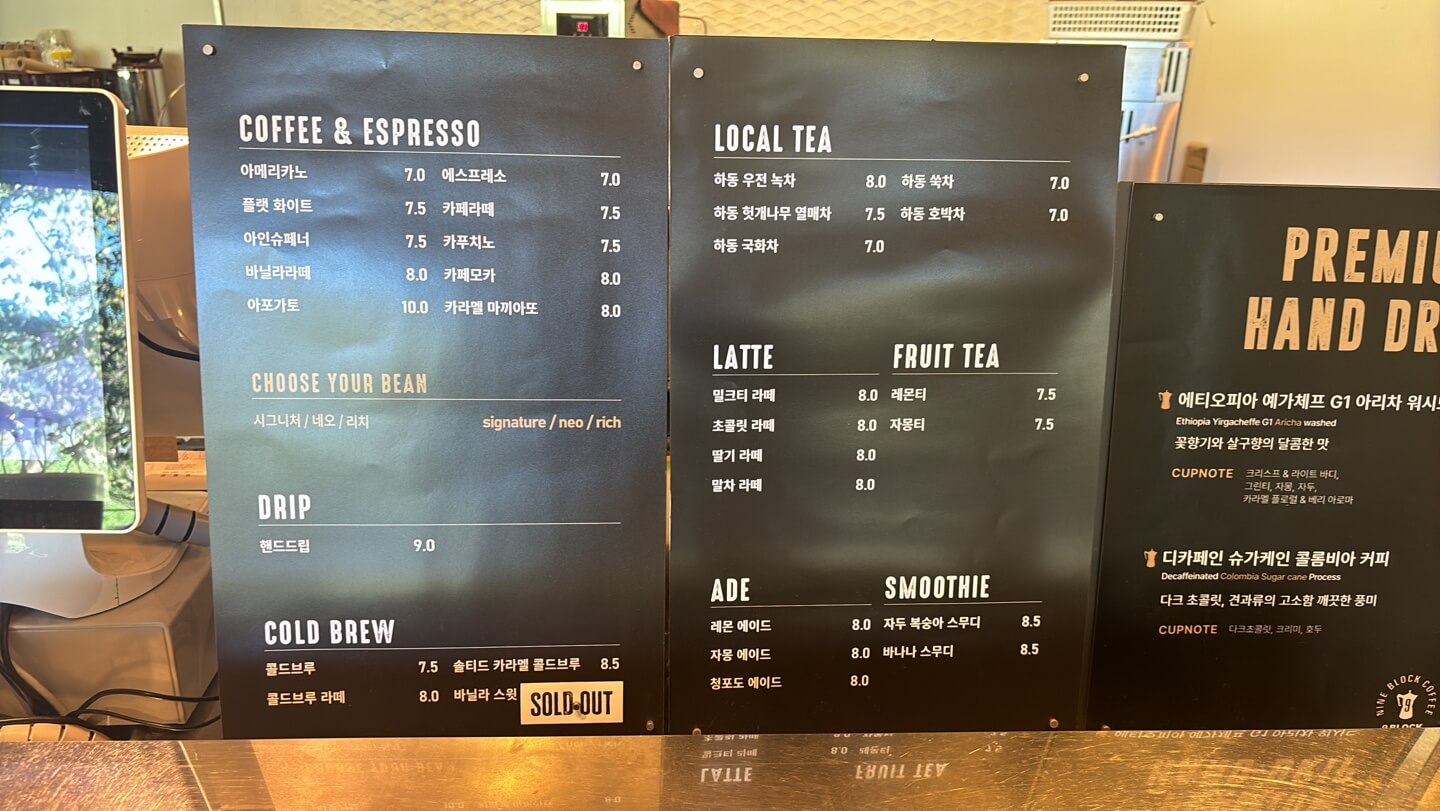 COFFEE & ESPRESSO
아메리카노 7.0 에스프레소 7.0
플랫 화이트 7.5 카페라떼 7.5
아인슈페너 7.5 카푸치노 7.5
바닐라라떼 8.0 카페모카 8.0
아포가토 10.0 카라멜 마끼아또 8.0
CHOOSE YOUR BEAN
시그니처 / 네오 / 리치 signature / neo / rich
DRIP
핸드드립 9.0
COLD BREW
콜드브루 7.5 솔티드 카라멜 콜드브루 8.5
콜드브루 라떼 8.0 바닐라 스윗
SOLD OUT
LOCAL TEA
하동 우전 녹차 8.0 하동 쑥차 7.0
하동 헛개나무 열매차 7.5 하동 호박차 7.0
하동 국화차 7.0
LATTE
밀크티 라떼 8.0
초콜릿 라떼 8.0
딸기 라떼 8.0
말차 라떼 8.0
FRUIT TEA
레몬티 7.5
자몽티 7.5
ADE
레몬 에이드 8.0
자몽 에이드 8.0
청포도 에이드 8.0
SMOOTHIE
자두 복숭아 스무디 8.5
바나나 스무디 8.5
PREMIU
HAND DR
에티오피아 예가체프 G1 아리차 워시
Ethiopia Yirgacheffe G1 Aricha washed
꽃향기와 살구향의 달콤한 맛
CUPNOTE 크리스프 & 라이트 바디,
그린티, 자몽, 자두,
카라멜 플로럴 & 베리 아로마
디카페인 슈가케인 콜롬비아 커피
Decaffeinated Colombia Sugar cane Process
다크 초콜릿, 견과류의 고소함 깨끗한 풍미
CUPNOTE 다크초콜릿, 크리미, 호두
NINE BLOCK COFFEE
9
9BLOCK